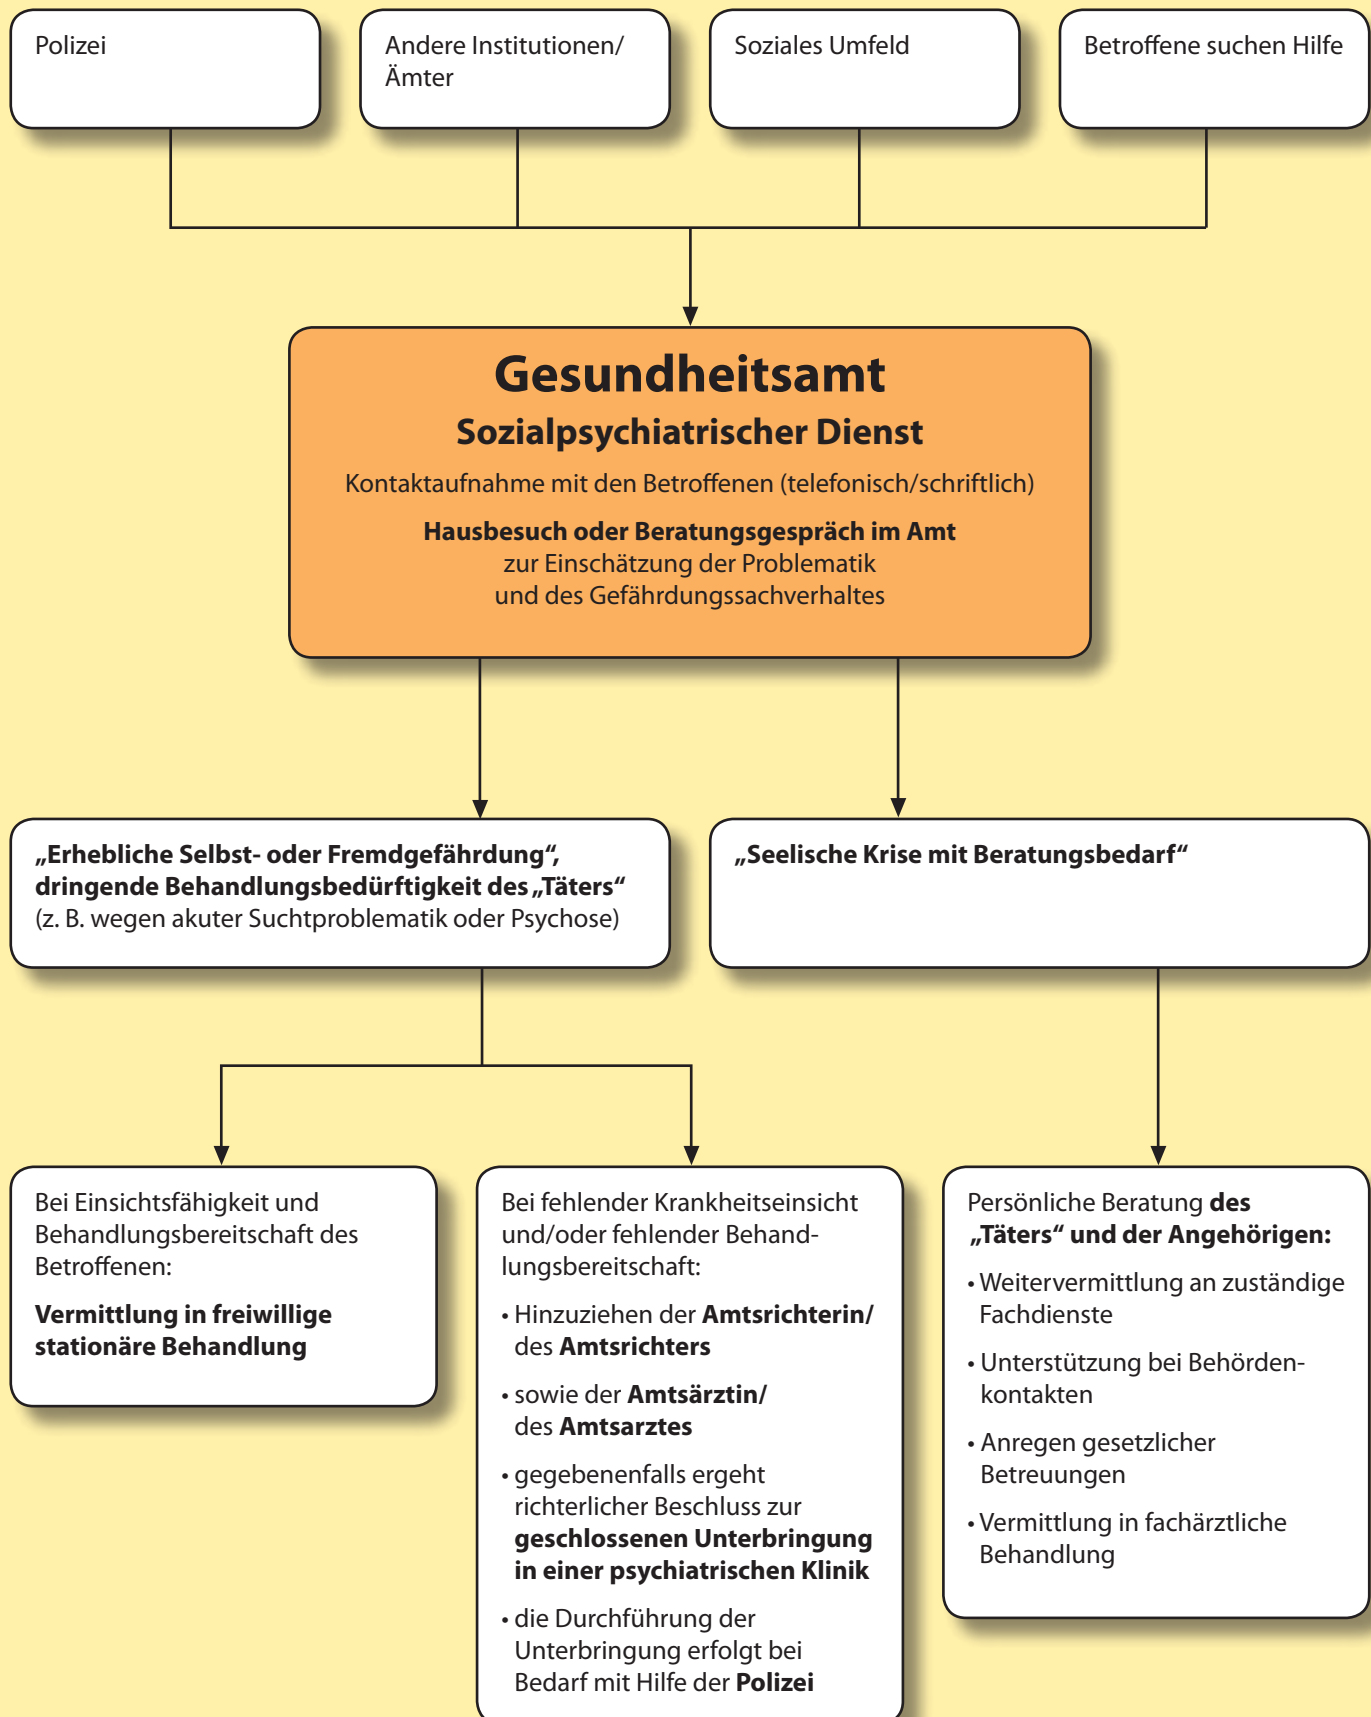 Polizei
Andere Institutionen/
Ämter
Soziales Umfeld
Betroffene suchen Hilfe
Gesundheitsamt
Sozialpsychiatrischer Dienst
Kontaktaufnahme mit den Betroffenen (telefonisch/schriftlich)
Hausbesuch oder Beratungsgespräch im Amt
zur Einschätzung der Problematik
und des Gefährdungssachverhaltes
„Erhebliche Selbst- oder Fremdgefährdung“,
dringende Behandlungsbedürftigkeit des „Täters“
(z. B. wegen akuter Suchtproblematik oder Psychose)
„Seelische Krise mit Beratungsbedarf“
Bei Einsichtsfähigkeit und
Behandlungsbereitschaft des
Betroffenen:
Vermittlung in freiwillige
stationäre Behandlung
Bei fehlender Krankheitseinsicht
und/oder fehlender Behand-
lungsbereitschaft:
• Hinzuziehen der Amtsrichterin/
des Amtsrichters
• sowie der Amtsärztin/
des Amtsarztes
• gegebenenfalls ergeht
richterlicher Beschluss zur
geschlossenen Unterbringung
in einer psychiatrischen Klinik
• die Durchführung der
Unterbringung erfolgt bei
Bedarf mit Hilfe der Polizei
Persönliche Beratung des
„Täters“ und der Angehörigen:
• Weitervermittlung an zuständige
Fachdienste
• Unterstützung bei Behörden-
kontakten
• Anregen gesetzlicher
Betreuungen
• Vermittlung in fachärztliche
Behandlung